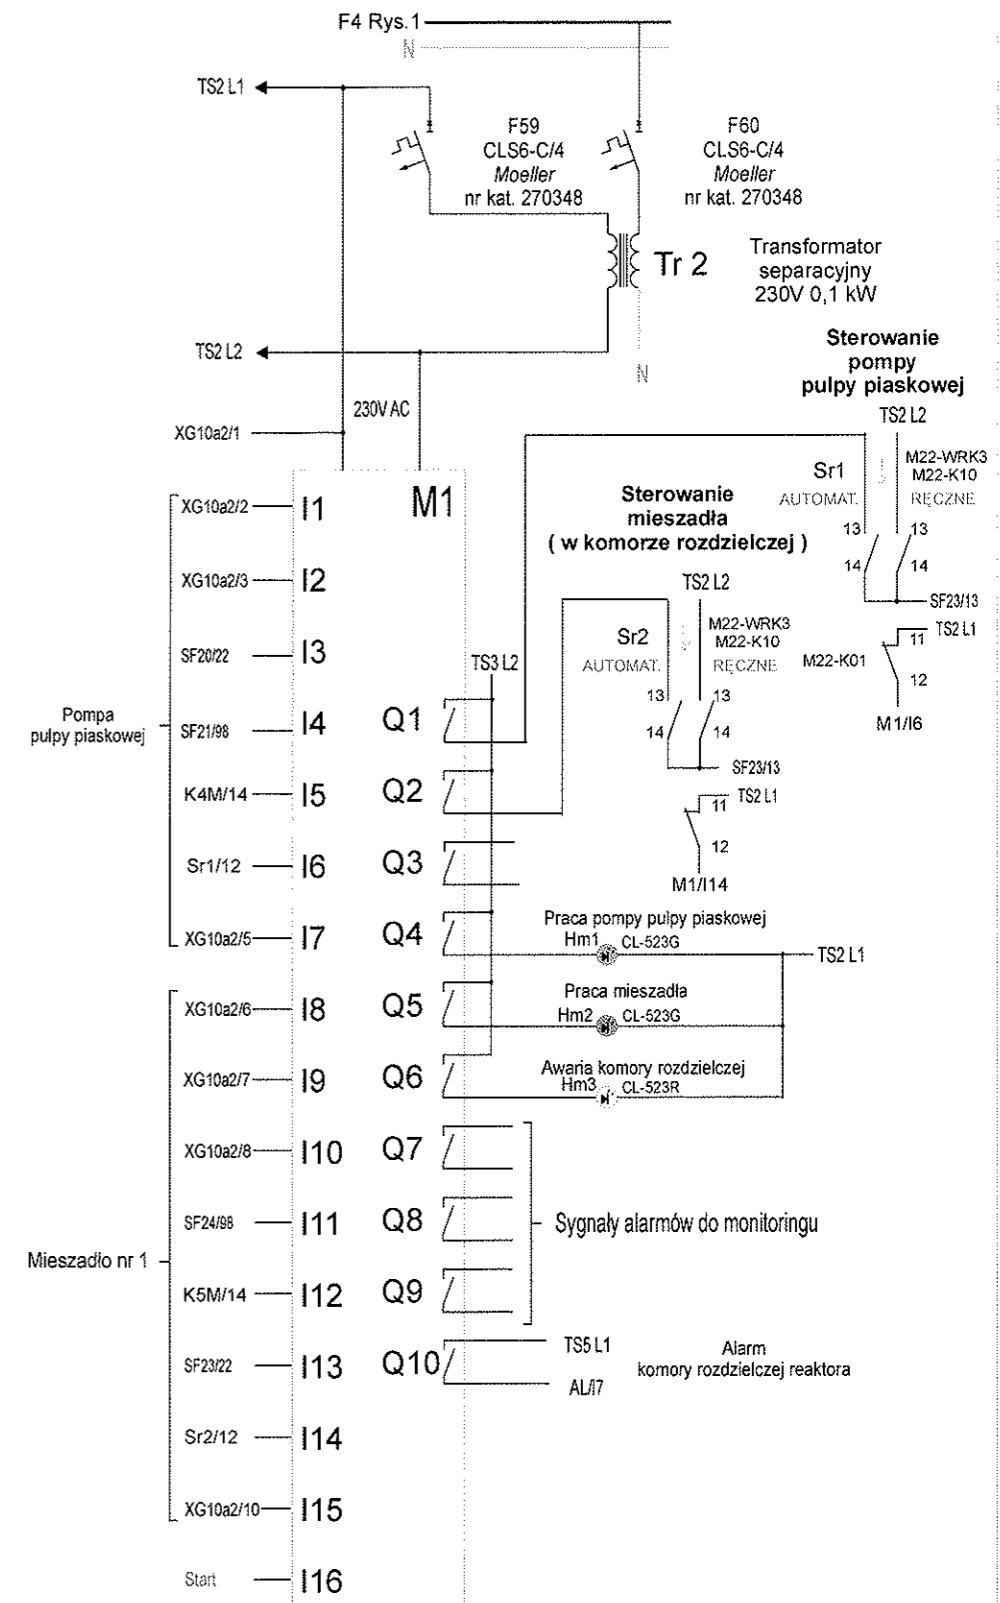 F4 Rys.1
N
TS2 L1
F59
CLS6-C/4
Moeller
nr kat. 270348
F60
CLS6-C/4
Moeller
nr kat. 270348
Tr 2
Transformator
separacyjny
230V 0,1 kW
TS2 L2
N
230V AC
XG10a2/1
Sterowanie
pompy
pulpy piaskowej
TS2 L2
Sr1
M22-WRK3
M22-K10
AUTOMAT.
RĘCZNE
13
13
14
14
SF23/13
TS2 L1
11
M22-K01
12
M1/I6
Sterowanie
mieszadła
( w komorze rozdzielczej )
TS2 L2
Sr2
M22-WRK3
M22-K10
AUTOMAT.
RĘCZNE
13
13
14
14
SF23/13
TS2 L1
11
12
M1/I14
M1
TS3 L2
Pompa
pulpy piaskowej
XG10a2/2
I1
XG10a2/3
I2
SF20/22
I3
SF21/98
I4
Q1
K4M/14
I5
Q2
Sr1/12
I6
Q3
XG10a2/5
I7
Q4
Praca pompy pulpy piaskowej
Hm1
CL-523G
TS2 L1
Mieszadło nr 1
XG10a2/6
I8
Q5
Praca mieszadła
Hm2
CL-523G
XG10a2/7
I9
Q6
Awaria komory rozdzielczej
Hm3
CL-523R
XG10a2/8
I10
Q7
SF24/98
I11
Q8
Sygnały alarmów do monitoringu
K5M/14
I12
Q9
SF23/22
I13
Q10
TS5 L1
AL/I7
Alarm
komory rozdzielczej reaktora
Sr2/12
I14
XG10a2/10
I15
Start
I16